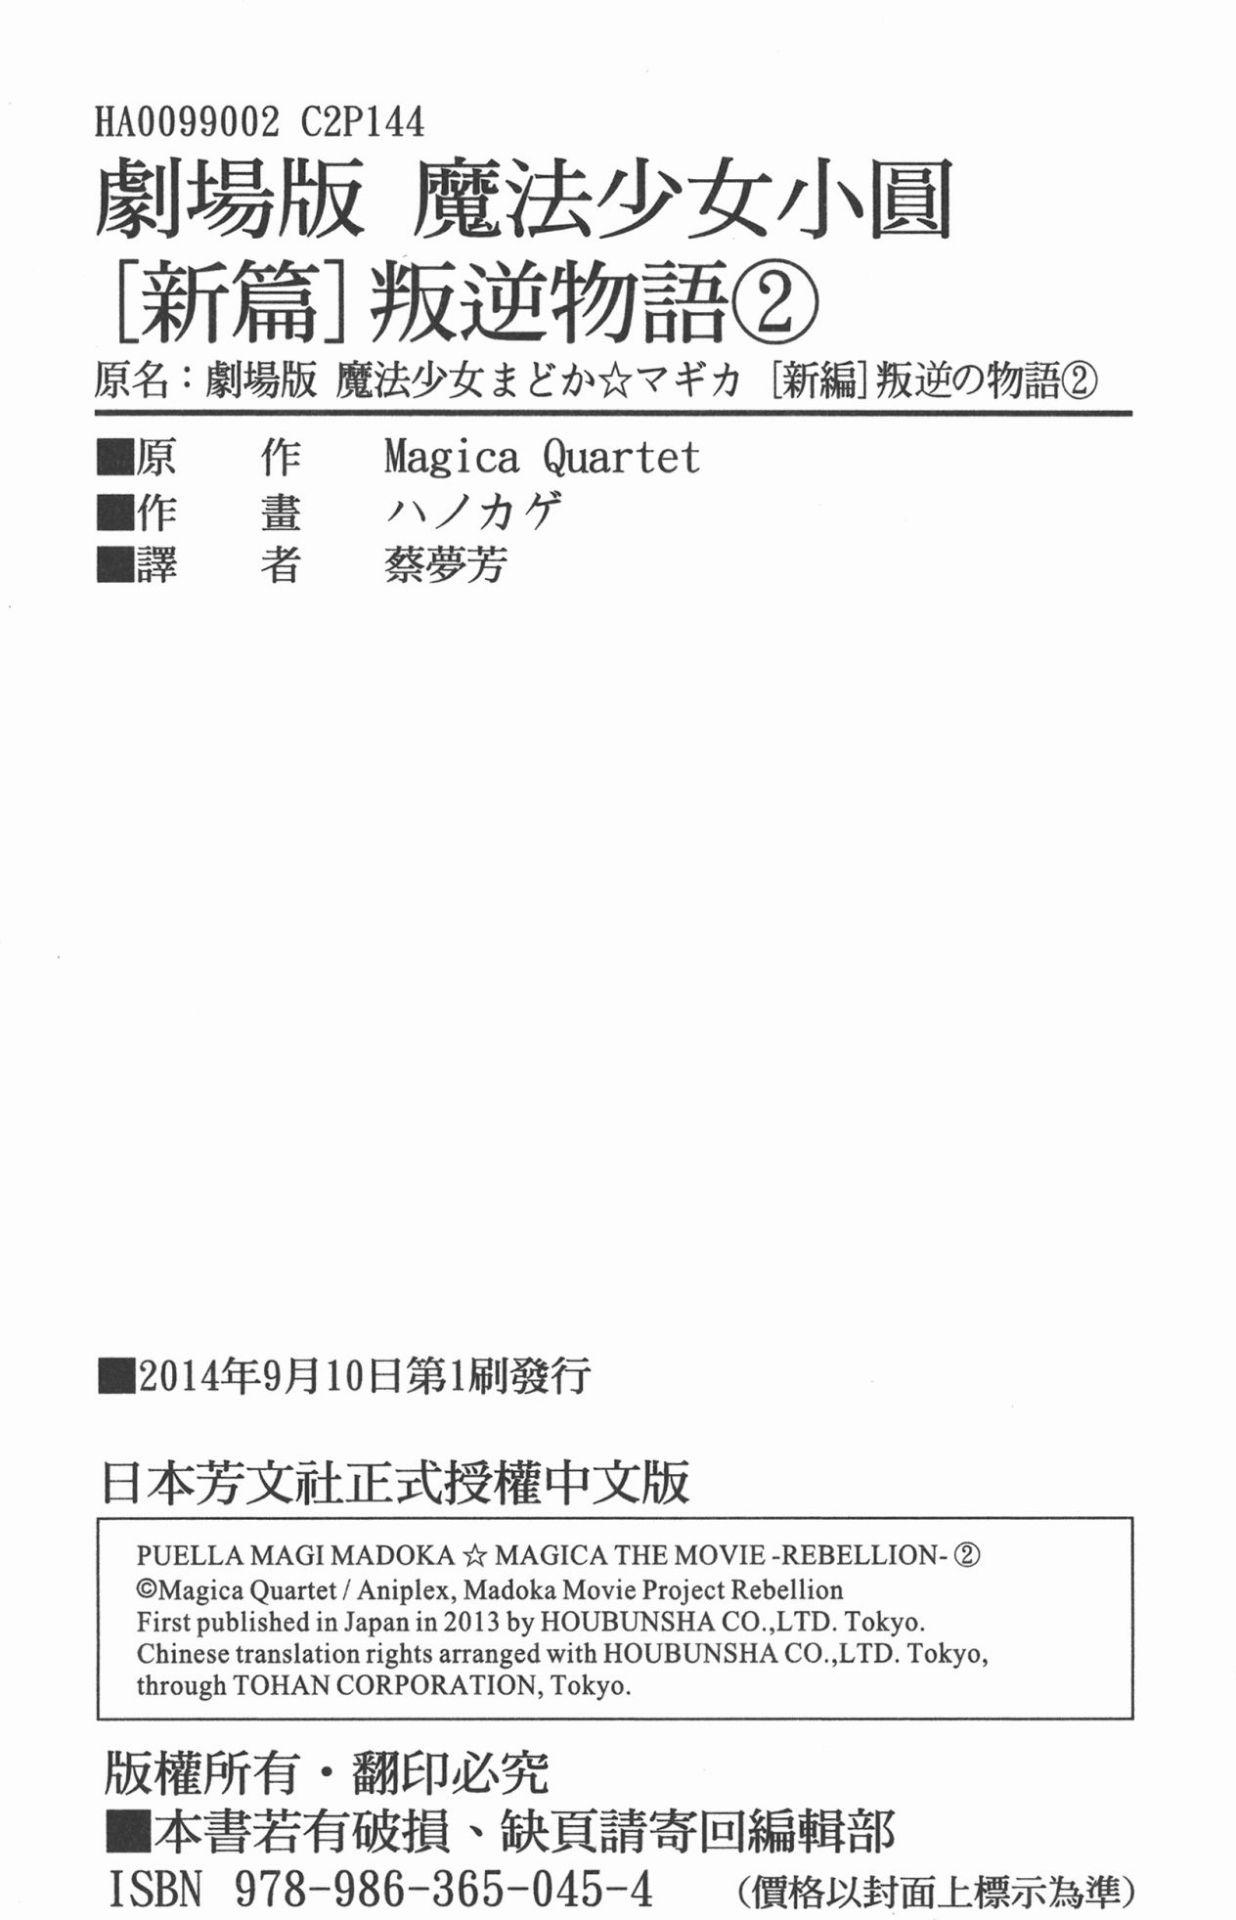 HA0099002 C2P144
劇場版 魔法少女小圓
[新篇]叛逆物語②
原名：劇場版 魔法少女まどか☆マギカ [新編]叛逆の物語②
■原 作 Magica Quartet
■作 畫 ハノカゲ
■譯 者 蔡夢芳
■2014年9月10日第1刷發行
日本芳文社正式授權中文版
PUELLA MAGI MADOKA ☆ MAGICA THE MOVIE -REBELLION- ②
©Magica Quartet / Aniplex, Madoka Movie Project Rebellion
First published in Japan in 2013 by HOUBUNSHA CO.,LTD. Tokyo.
Chinese translation rights arranged with HOUBUNSHA CO.,LTD. Tokyo,
through TOHAN CORPORATION, Tokyo.
版權所有・翻印必究
■本書若有破損、缺頁請寄回編輯部
ISBN 978-986-365-045-4 （價格以封面上標示為準）